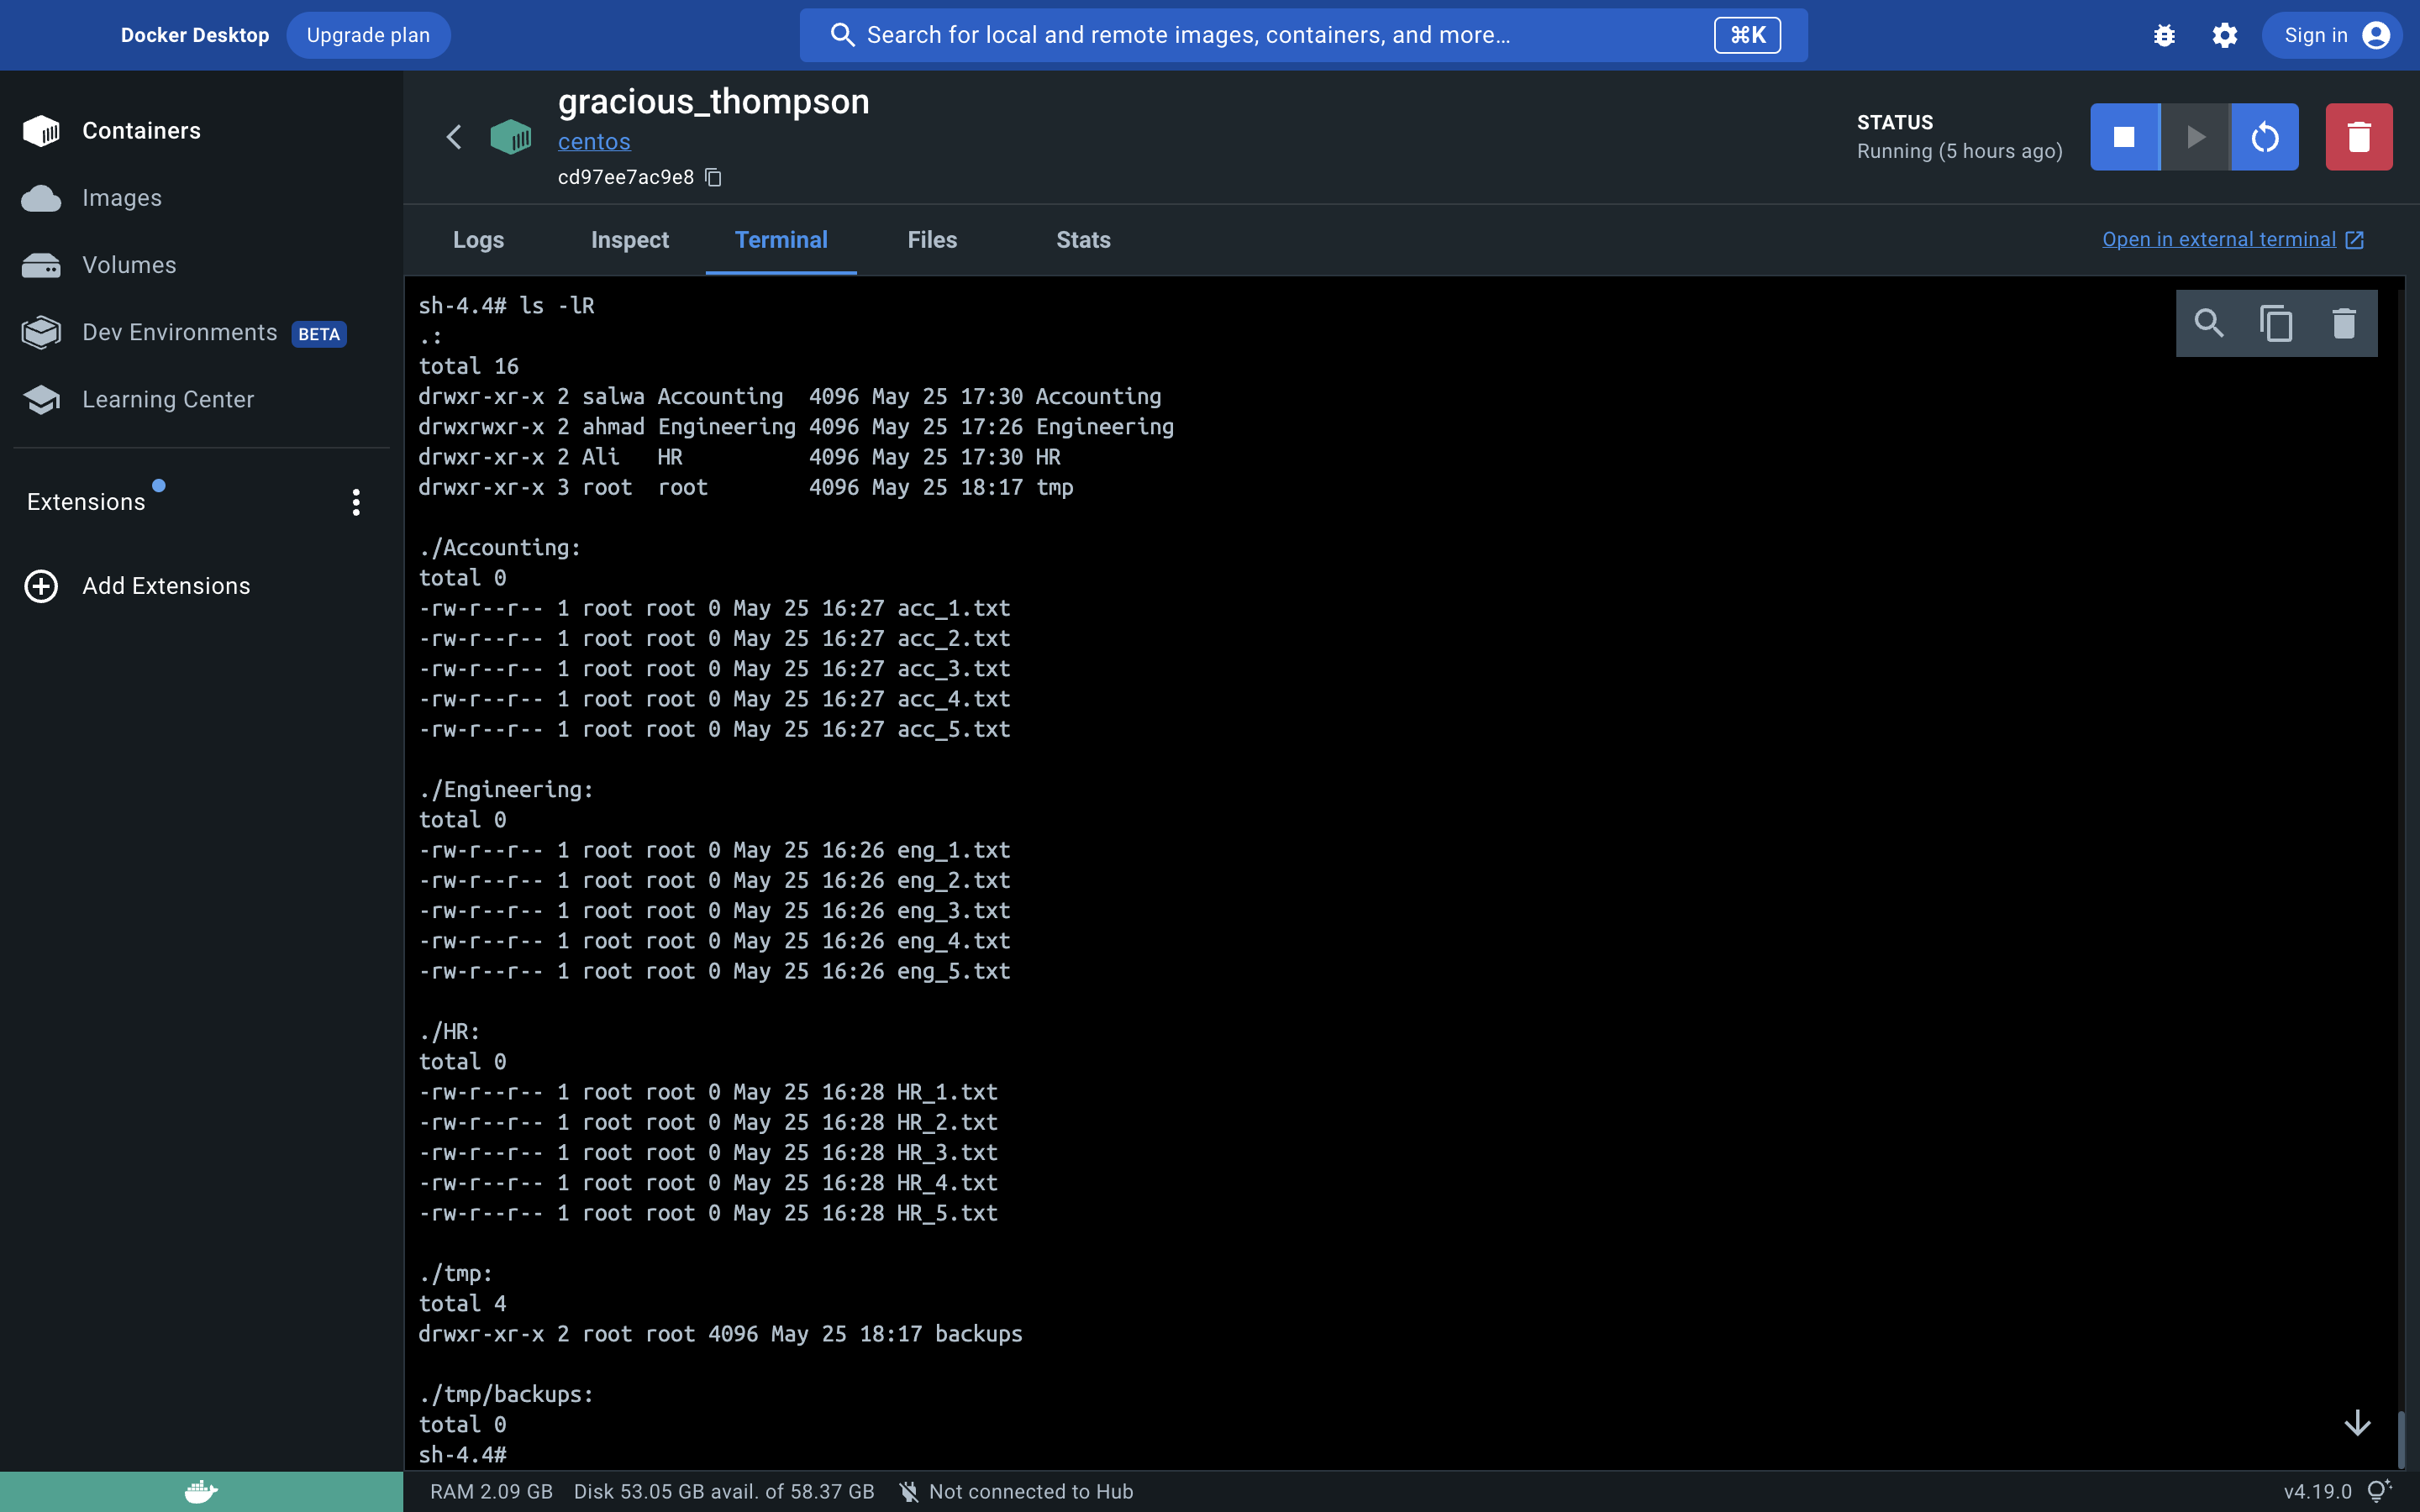 Docker Desktop
Upgrade plan
Search for local and remote images, containers, and more…
⌘K
Sign in
Containers
Images
Volumes
Dev Environments BETA
Learning Center
Extensions
Add Extensions
gracious_thompson
centos
cd97ee7ac9e8
STATUS
Running (5 hours ago)
Logs
Inspect
Terminal
Files
Stats
Open in external terminal
sh-4.4# ls -lR
.:
total 16
drwxr-xr-x 2 salwa Accounting  4096 May 25 17:30 Accounting
drwxrwxr-x 2 ahmad Engineering 4096 May 25 17:26 Engineering
drwxr-xr-x 2 Ali   HR          4096 May 25 17:30 HR
drwxr-xr-x 3 root  root        4096 May 25 18:17 tmp
./Accounting:
total 0
-rw-r--r-- 1 root root 0 May 25 16:27 acc_1.txt
-rw-r--r-- 1 root root 0 May 25 16:27 acc_2.txt
-rw-r--r-- 1 root root 0 May 25 16:27 acc_3.txt
-rw-r--r-- 1 root root 0 May 25 16:27 acc_4.txt
-rw-r--r-- 1 root root 0 May 25 16:27 acc_5.txt
./Engineering:
total 0
-rw-r--r-- 1 root root 0 May 25 16:26 eng_1.txt
-rw-r--r-- 1 root root 0 May 25 16:26 eng_2.txt
-rw-r--r-- 1 root root 0 May 25 16:26 eng_3.txt
-rw-r--r-- 1 root root 0 May 25 16:26 eng_4.txt
-rw-r--r-- 1 root root 0 May 25 16:26 eng_5.txt
./HR:
total 0
-rw-r--r-- 1 root root 0 May 25 16:28 HR_1.txt
-rw-r--r-- 1 root root 0 May 25 16:28 HR_2.txt
-rw-r--r-- 1 root root 0 May 25 16:28 HR_3.txt
-rw-r--r-- 1 root root 0 May 25 16:28 HR_4.txt
-rw-r--r-- 1 root root 0 May 25 16:28 HR_5.txt
./tmp:
total 4
drwxr-xr-x 2 root root 4096 May 25 18:17 backups
./tmp/backups:
total 0
sh-4.4#
RAM 2.09 GB
Disk 53.05 GB avail. of 58.37 GB
Not connected to Hub
v4.19.0